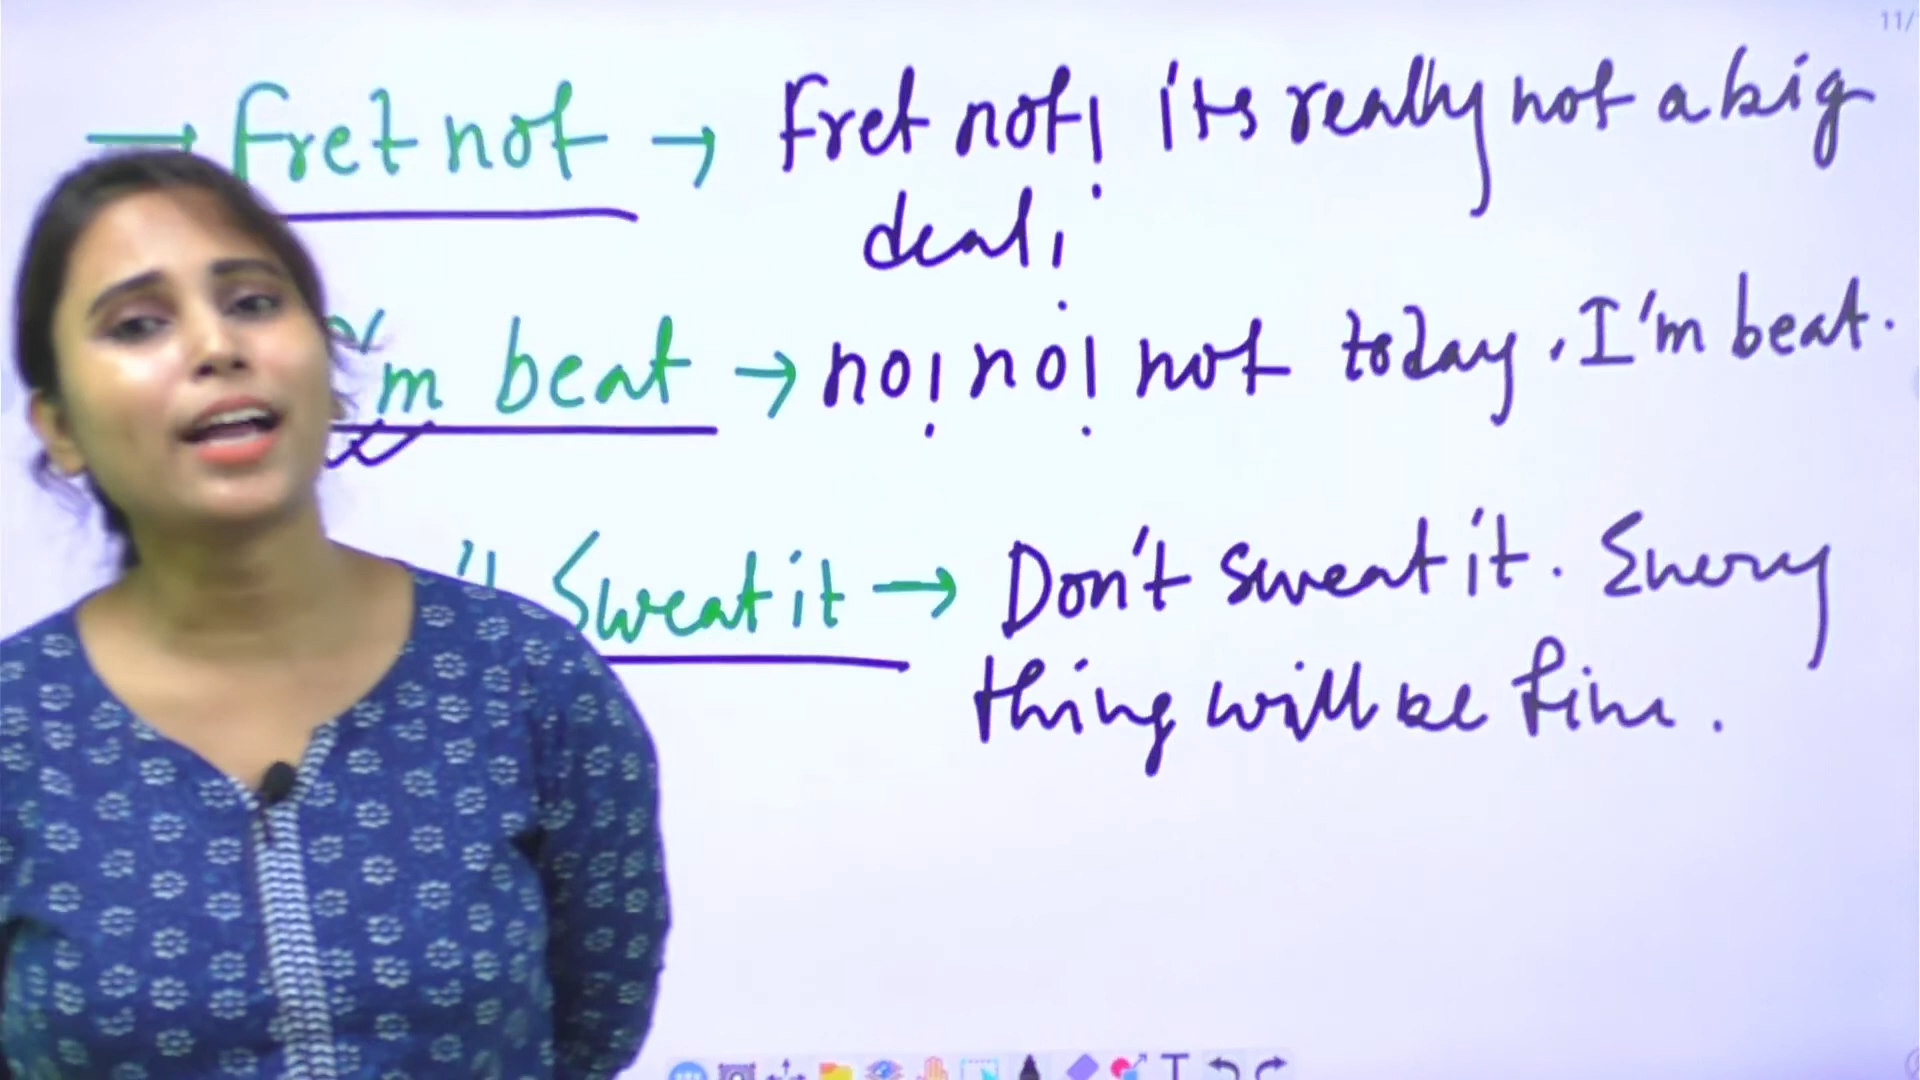 11/
→ Fret not → Fret not! its really not a big
deal!
I'm beat → no! no! not today. I'm beat.
't Sweat it → Don't sweat it. Every
thing will be fine.